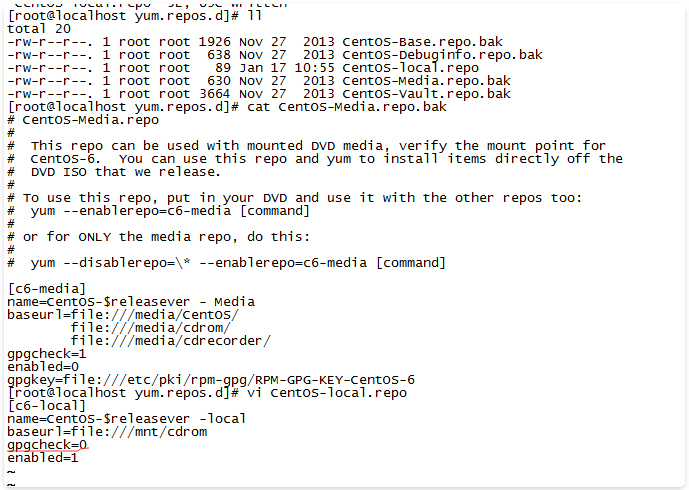 [root@localhost yum.repos.d]# ll
total 20
-rw-r--r--. 1 root root 1926 Nov 27  2013 CentOS-Base.repo.bak
-rw-r--r--. 1 root root  638 Nov 27  2013 CentOS-Debuginfo.repo.bak
-rw-r--r--. 1 root root   89 Jan 17 10:55 CentOS-local.repo
-rw-r--r--. 1 root root  630 Nov 27  2013 CentOS-Media.repo.bak
-rw-r--r--. 1 root root 3664 Nov 27  2013 CentOS-Vault.repo.bak
[root@localhost yum.repos.d]# cat CentOS-Media.repo.bak
# CentOS-Media.repo
#
#  This repo can be used with mounted DVD media, verify the mount point for
#  CentOS-6.  You can use this repo and yum to install items directly off the
#  DVD ISO that we release.
#
# To use this repo, put in your DVD and use it with the other repos too:
#  yum --enablerepo=c6-media [command]
#
# or for ONLY the media repo, do this:
#
#  yum --disablerepo=\* --enablerepo=c6-media [command]

[c6-media]
name=CentOS-$releasever - Media
baseurl=file:///media/CentOS/
        file:///media/cdrom/
        file:///media/cdrecorder/
gpgcheck=1
enabled=0
gpgkey=file:///etc/pki/rpm-gpg/RPM-GPG-KEY-CentOS-6
[root@localhost yum.repos.d]# vi CentOS-local.repo
[c6-local]
name=CentOS-$releasever -local
baseurl=file:///mnt/cdrom
gpgcheck=0
enabled=1
~
~